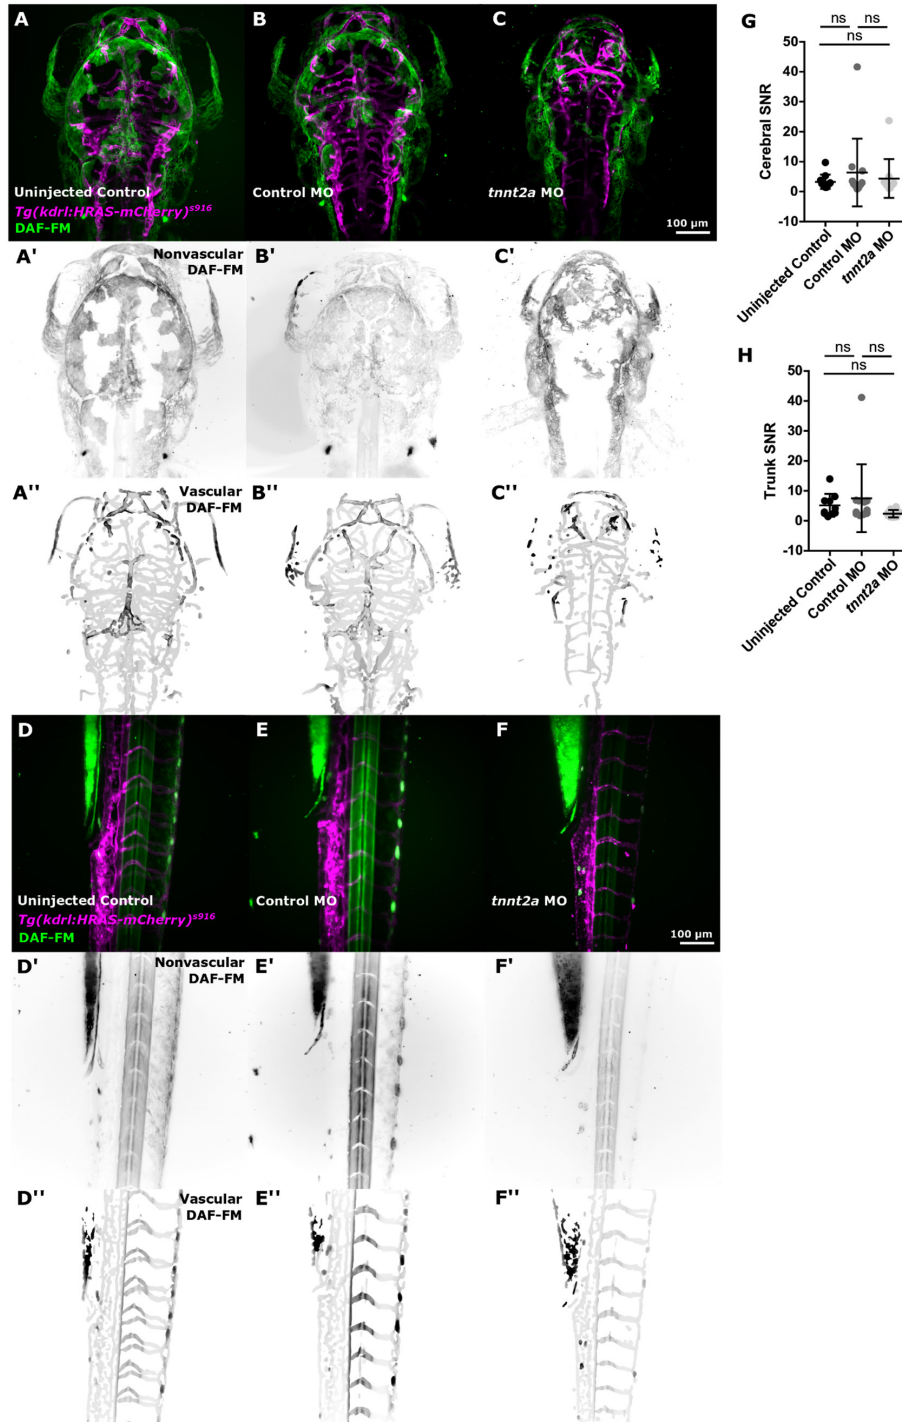 A
B
C
Uninjected Control
Control MO
tnnt2a MO
Tg(kdrl:HRAS-mCherry)s916
DAF-FM
100 µm
A'
Nonvascular
DAF-FM
B'
C'
A''
Vascular
DAF-FM
B''
C''
D
E
F
Uninjected Control
Control MO
tnnt2a MO
Tg(kdrl:HRAS-mCherry)s916
DAF-FM
100 µm
D'
Nonvascular
DAF-FM
E'
F'
D''
Vascular
DAF-FM
E''
F''
G
ns
ns
ns
50
40
30
20
10
0
-10
Cerebral SNR
Uninjected Control
Control MO
tnnt2a MO
H
ns
ns
ns
50
40
30
20
10
0
-10
Trunk SNR
Uninjected Control
Control MO
tnnt2a MO